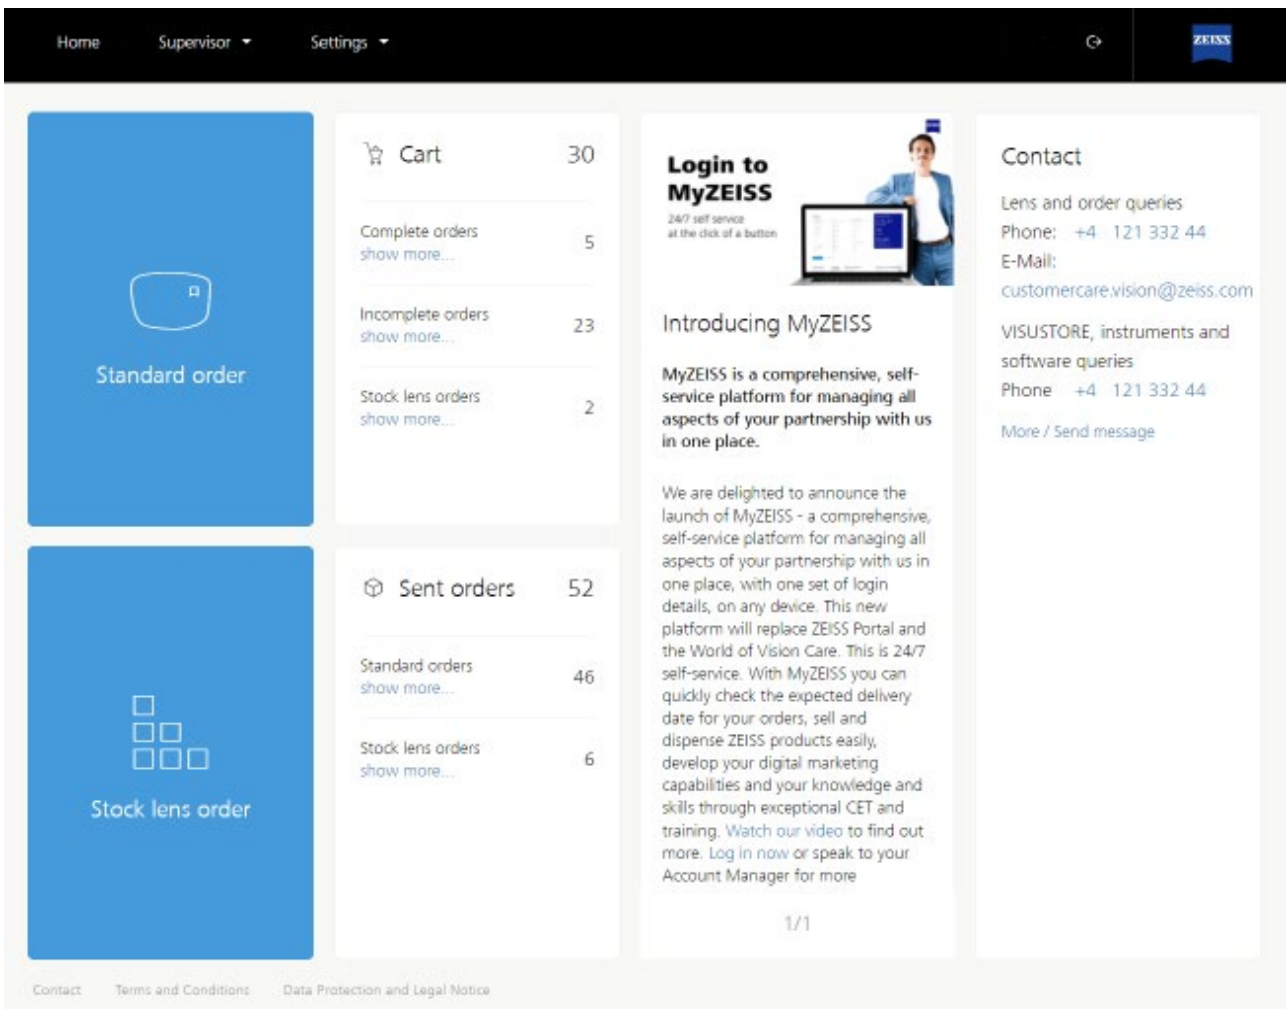 Home Supervisor Settings
ZEISS
Standard order
Stock lens order
Cart 30
Complete orders 5
show more...
Incomplete orders 23
show more...
Stock lens orders 2
show more...
Sent orders 52
Standard orders 46
show more...
Stock lens orders 6
show more...
Login to
MyZEISS
24/7 self service
at the click of a button
Introducing MyZEISS
MyZEISS is a comprehensive, self-
service platform for managing all
aspects of your partnership with us
in one place.
We are delighted to announce the
launch of MyZEISS - a comprehensive,
self-service platform for managing all
aspects of your partnership with us in
one place, with one set of login
details, on any device. This new
platform will replace ZEISS Portal and
the World of Vision Care. This is 24/7
self-service. With MyZEISS you can
quickly check the expected delivery
date for your orders, sell and
dispense ZEISS products easily,
develop your digital marketing
capabilities and your knowledge and
skills through exceptional CET and
training. Watch our video to find out
more. Log in now or speak to your
Account Manager for more
1/1
Contact
Lens and order queries
Phone: +4 121 332 44
E-Mail:
customercare.vision@zeiss.com
VISUSTORE, instruments and
software queries
Phone +4 121 332 44
More / Send message
Contact Terms and Conditions Data Protection and Legal Notice